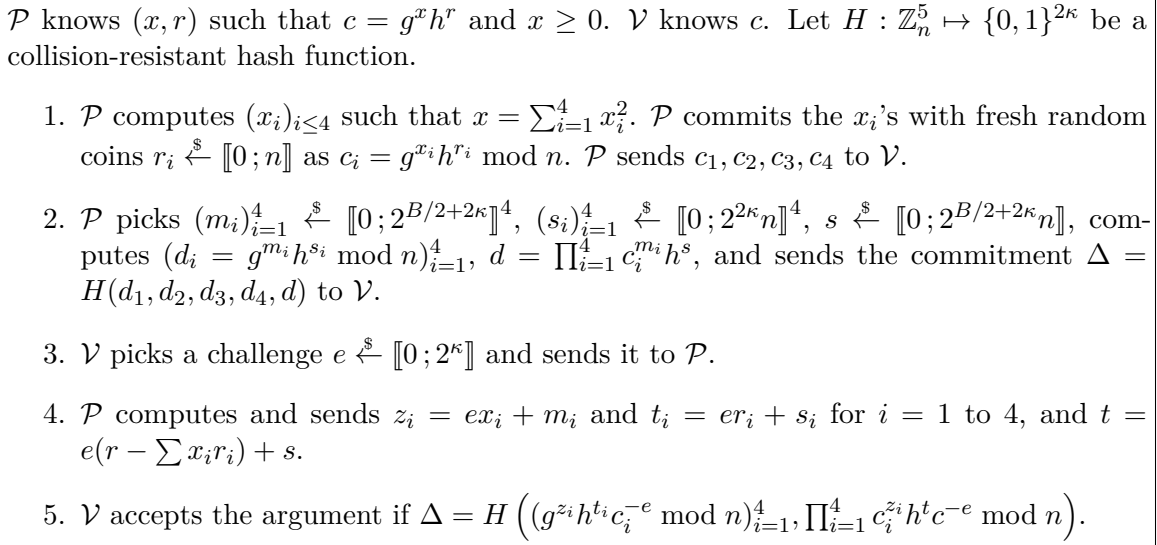 𝒫 knows (x, r) such that c = g^x h^r and x ≥ 0. 𝒱 knows c. Let H : ℤ_n^5 ↦ {0, 1}^{2κ} be a
collision-resistant hash function.
1. 𝒫 computes (x_i)_{i≤4} such that x = ∑_{i=1}^4 x_i^2. 𝒫 commits the x_i's with fresh random
coins r_i ←$ ⟦0 ; n⟧ as c_i = g^{x_i} h^{r_i} mod n. 𝒫 sends c_1, c_2, c_3, c_4 to 𝒱.
2. 𝒫 picks (m_i)_{i=1}^4 ←$ ⟦0 ; 2^{B/2+2κ}⟧^4, (s_i)_{i=1}^4 ←$ ⟦0 ; 2^{2κ}n⟧^4, s ←$ ⟦0 ; 2^{B/2+2κ}n⟧, com-
putes (d_i = g^{m_i} h^{s_i} mod n)_{i=1}^4, d = ∏_{i=1}^4 c_i^{m_i} h^s, and sends the commitment Δ =
H(d_1, d_2, d_3, d_4, d) to 𝒱.
3. 𝒱 picks a challenge e ←$ ⟦0 ; 2^κ⟧ and sends it to 𝒫.
4. 𝒫 computes and sends z_i = ex_i + m_i and t_i = er_i + s_i for i = 1 to 4, and t =
e(r − ∑ x_i r_i) + s.
5. 𝒱 accepts the argument if Δ = H((g^{z_i} h^{t_i} c_i^{−e} mod n)_{i=1}^4, ∏_{i=1}^4 c_i^{z_i} h^t c^{−e} mod n).